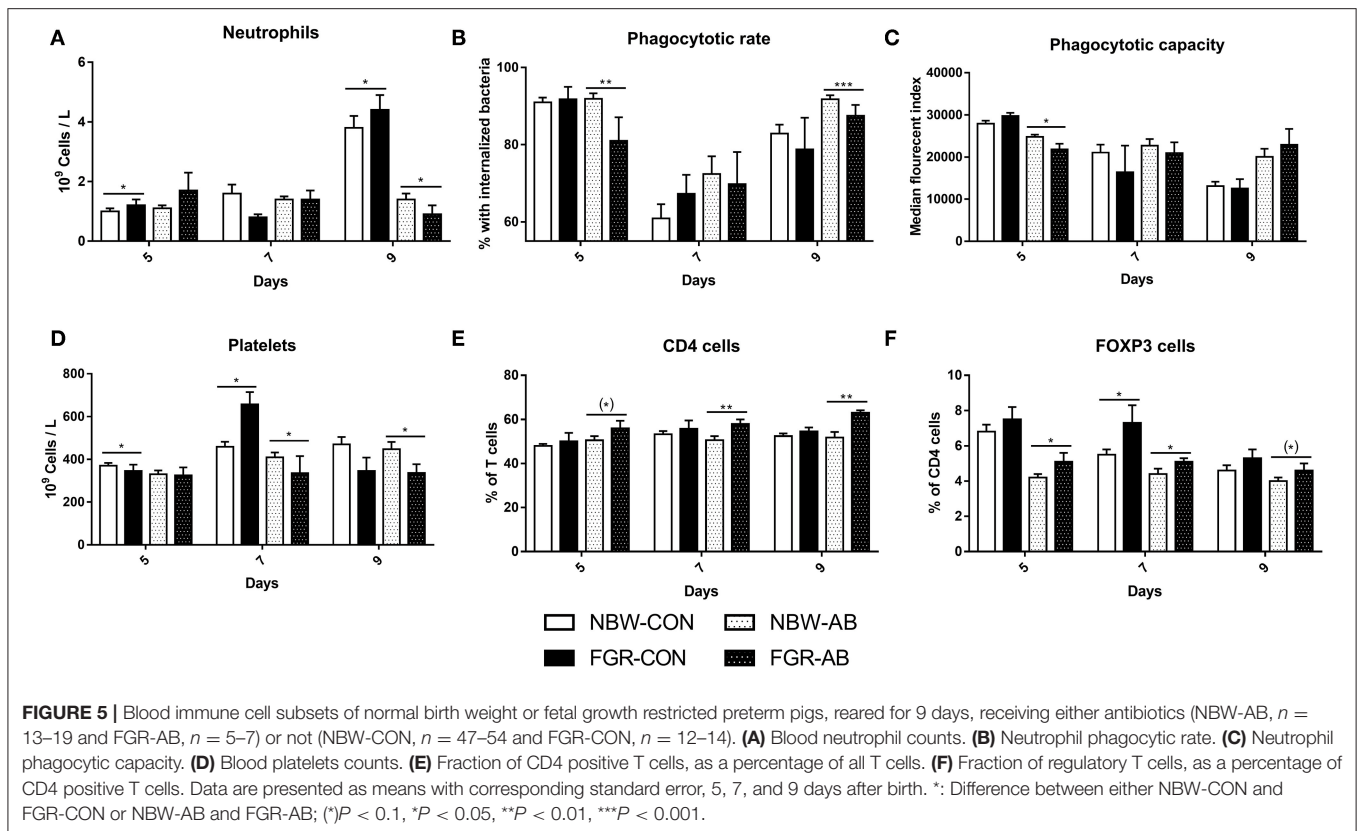 A
Neutrophils
10⁹ Cells / L
6
4
2
0
*
*
*
5
7
9
Days
B
Phagocytotic rate
% with internalized bacteria
100
80
60
**
***
5
7
9
Days
C
Phagocytotic capacity
Median flourecent index
40000
30000
20000
10000
0
*
5
7
9
Days
D
Platelets
10⁹ Cells / L
800
600
400
200
0
*
*
*
*
5
7
9
Days
E
CD4 cells
% of T cells
80
60
40
20
0
(*)
**
**
5
7
9
Days
F
FOXP3 cells
% of CD4 cells
10
8
6
4
2
0
*
*
*
(*)
5
7
9
Days
NBW-CON NBW-AB
FGR-CON FGR-AB
FIGURE 5 | Blood immune cell subsets of normal birth weight or fetal growth restricted preterm pigs, reared for 9 days, receiving either antibiotics (NBW-AB, n =
13–19 and FGR-AB, n = 5–7) or not (NBW-CON, n = 47–54 and FGR-CON, n = 12–14). (A) Blood neutrophil counts. (B) Neutrophil phagocytic rate. (C) Neutrophil
phagocytic capacity. (D) Blood platelets counts. (E) Fraction of CD4 positive T cells, as a percentage of all T cells. (F) Fraction of regulatory T cells, as a percentage of
CD4 positive T cells. Data are presented as means with corresponding standard error, 5, 7, and 9 days after birth. *: Difference between either NBW-CON and
FGR-CON or NBW-AB and FGR-AB; (*)P < 0.1, *P < 0.05, **P < 0.01, ***P < 0.001.